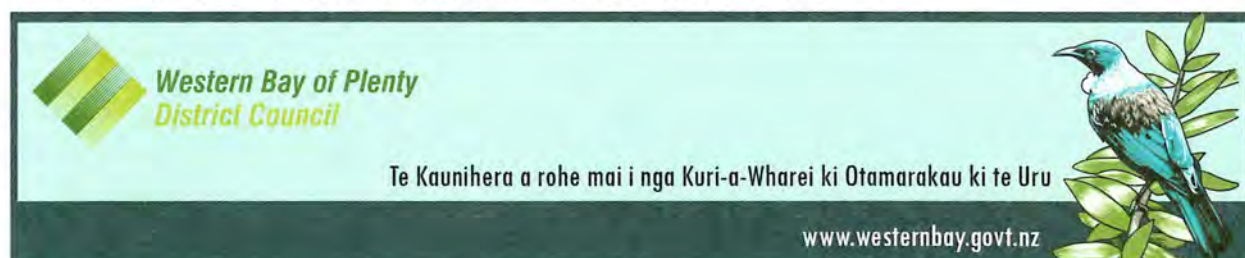 Western Bay of Plenty
District Council
Te Kaunihera a rohe mai i nga Kuri-a-Wharei ki Otamarakau ki te Uru
www.westernbay.govt.nz